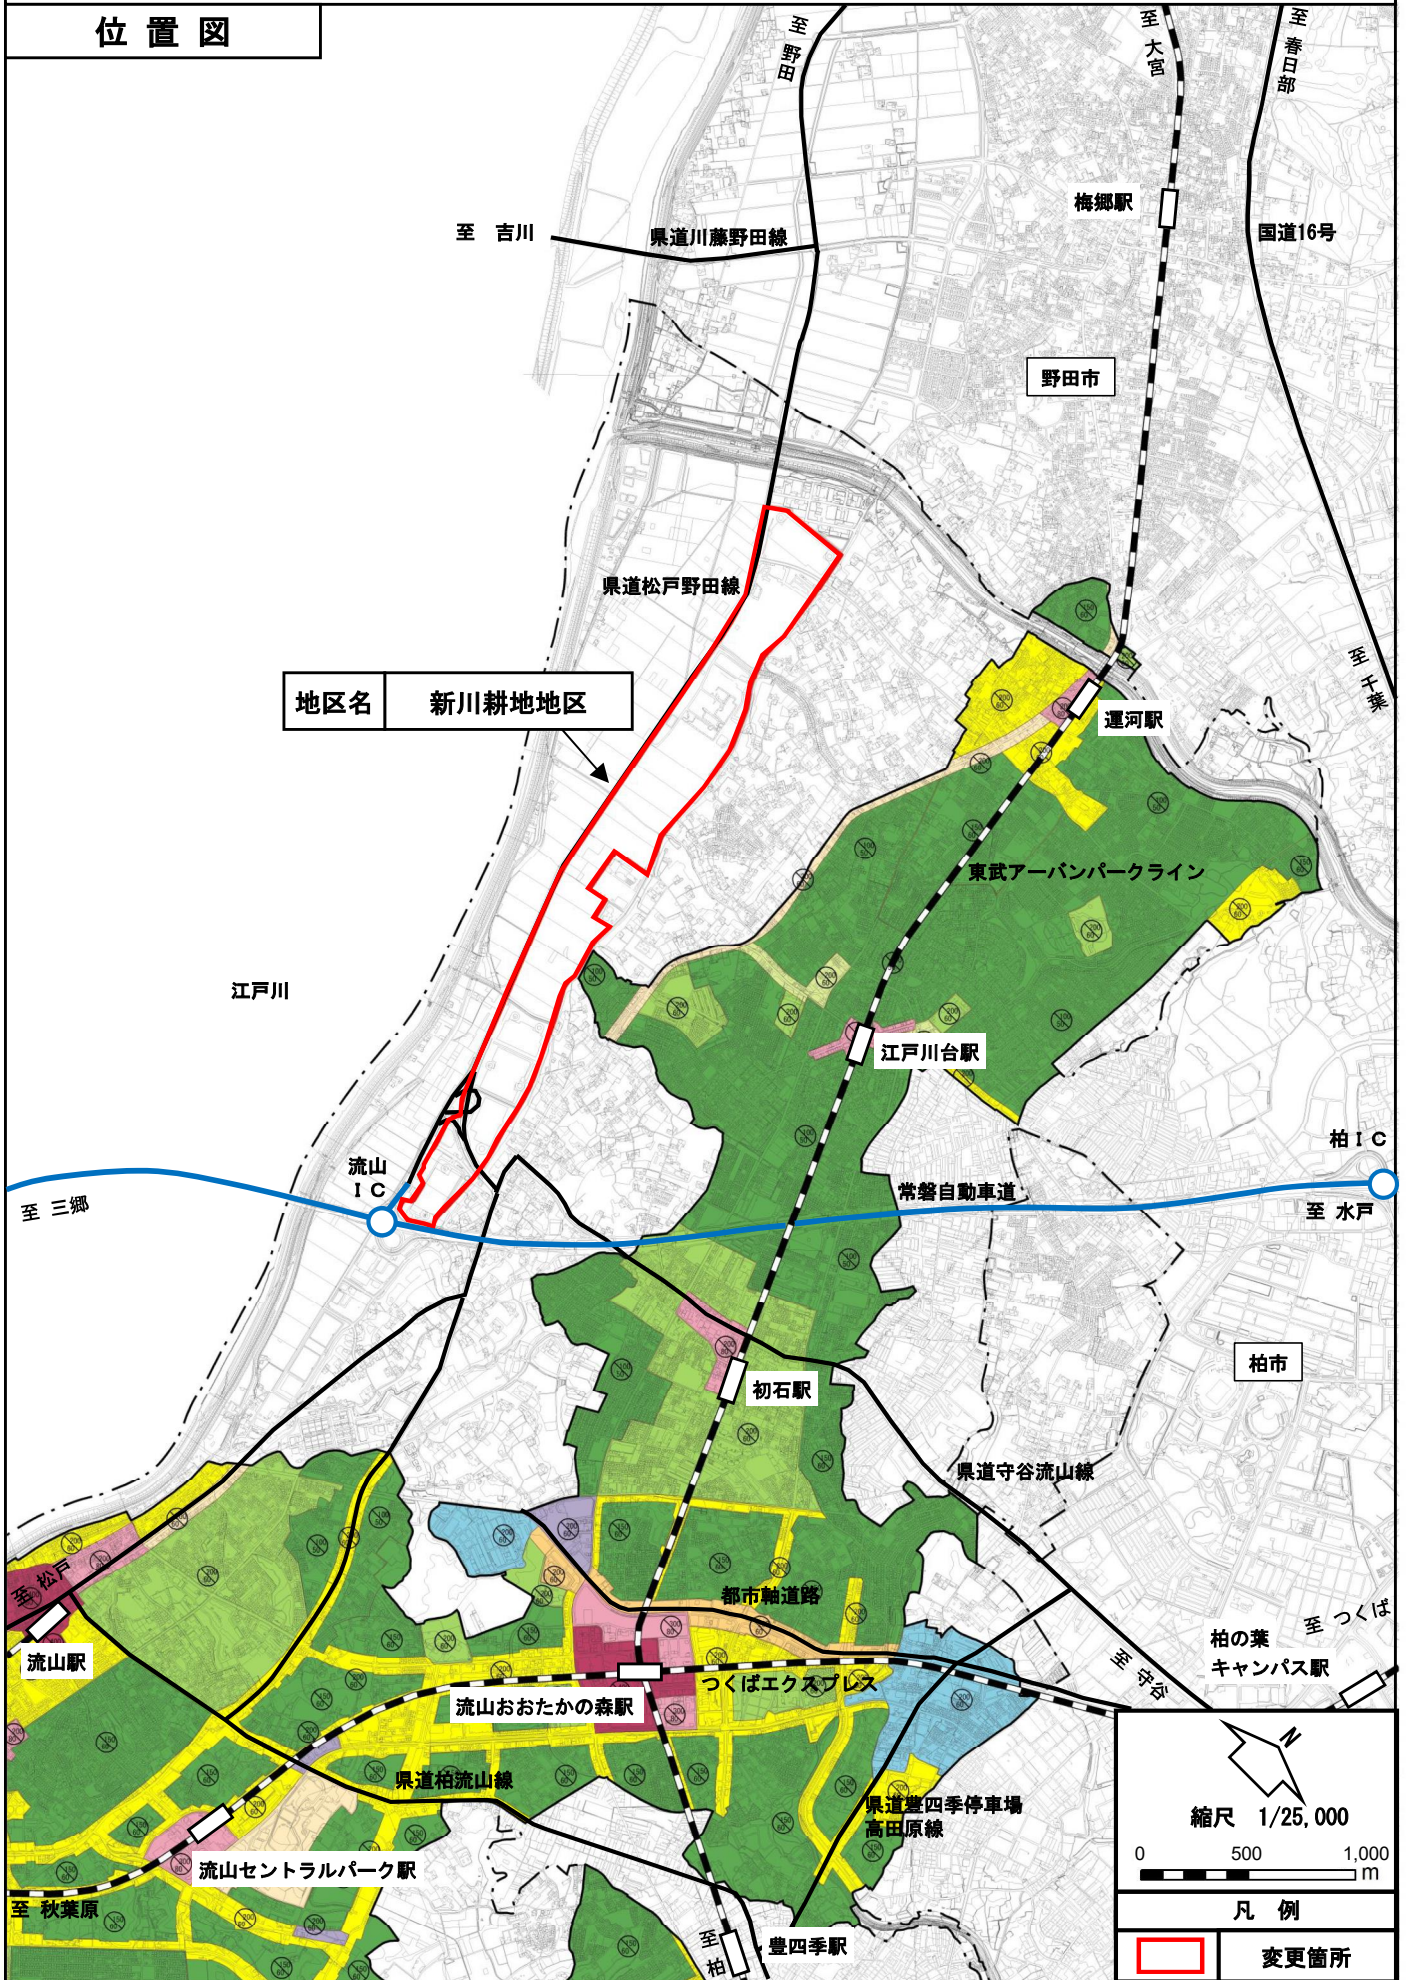 位置図
至 野田
至 大宮
至 春日部
梅郷駅
至 吉川
県道川藤野田線
国道16号
野田市
県道松戸野田線
至 千葉
地区名 新川耕地地区
運河駅
東武アーバンパークライン
江戸川
江戸川台駅
柏IC
流山
IC
常磐自動車道
至 三郷
至 水戸
柏市
初石駅
県道守谷流山線
至 松戸
都市軸道路
至 つくば
柏の葉
キャンパス駅
至 守谷
流山駅
つくばエクスプレス
流山おおたかの森駅
県道柏流山線
県道豊四季停車場
高田原線
流山セントラルパーク駅
至 秋葉原
豊四季駅
至 柏
N
縮尺 1/25,000
0 500 1,000
m
凡例
変更箇所